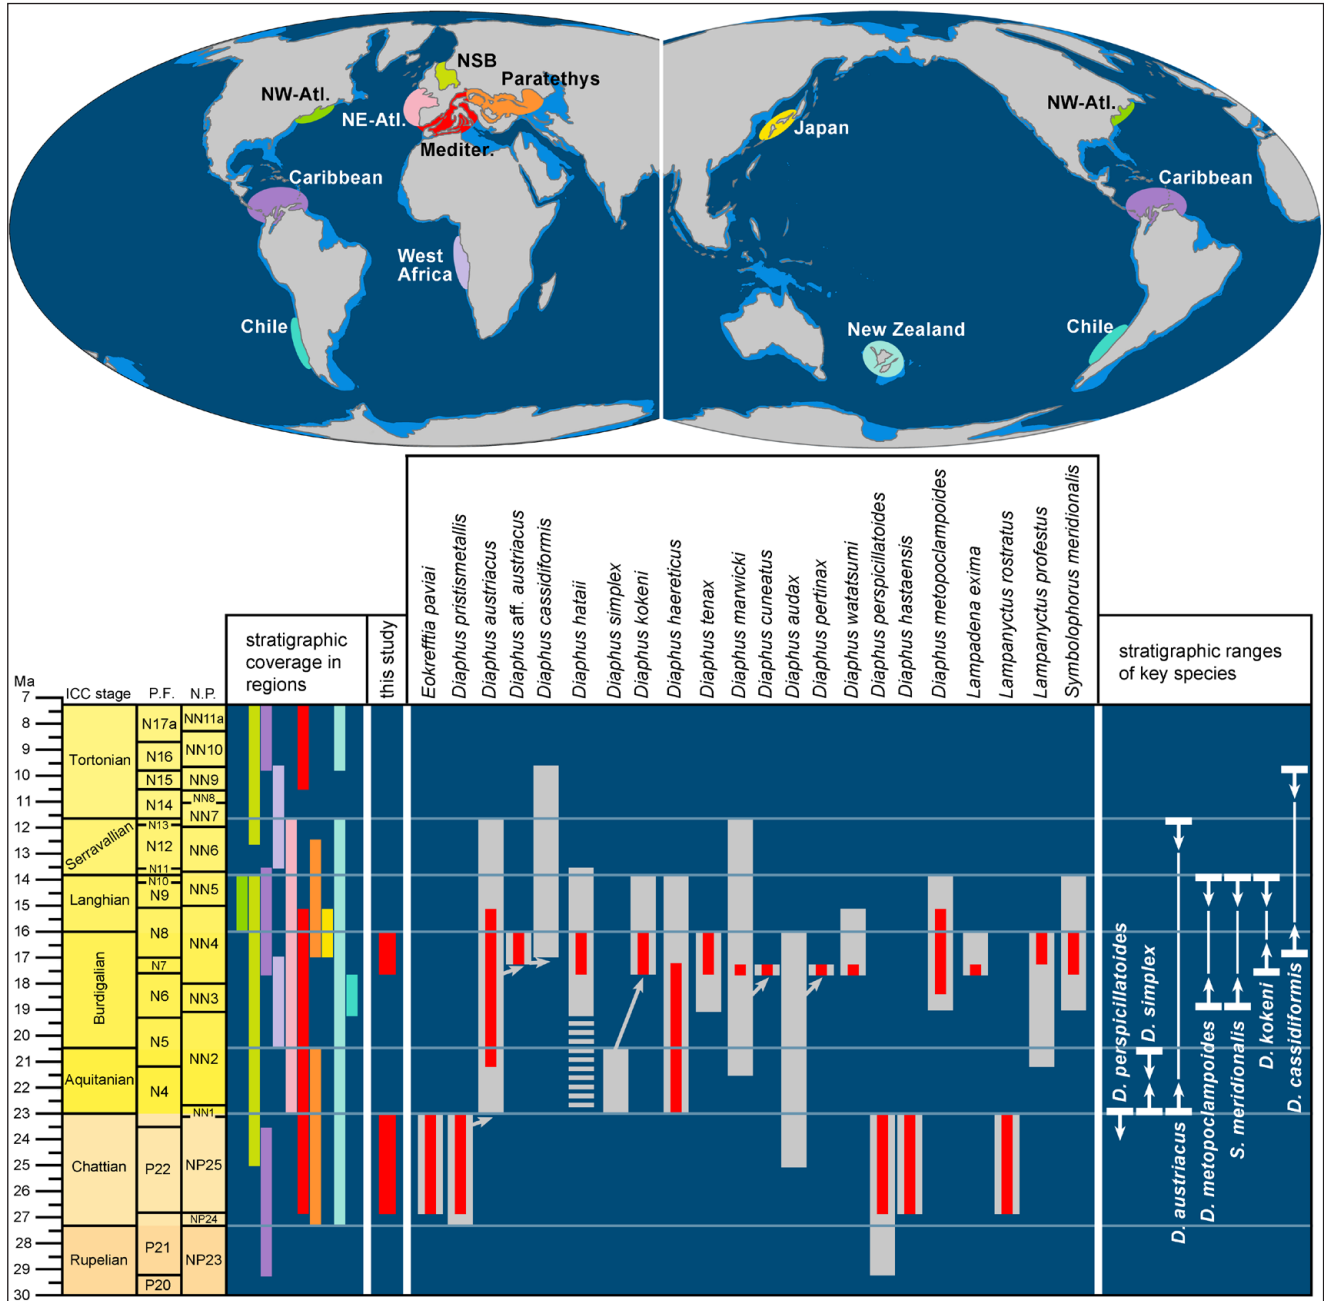 NSB
Paratethys
NW-Atl.
NE-Atl.
Mediter.
Caribbean
West
Africa
Chile
NW-Atl.
Japan
Caribbean
New Zealand
Chile
Eokrefftia paviai
Diaphus pristismetallis
Diaphus austriacus
Diaphus aff. austriacus
Diaphus cassidiformis
Diaphus hataii
Diaphus simplex
Diaphus kokeni
Diaphus haereticus
Diaphus tenax
Diaphus marwicki
Diaphus cuneatus
Diaphus audax
Diaphus pertinax
Diaphus watatsumi
Diaphus perspicillatoides
Diaphus hastaensis
Diaphus metopoclampoides
Lampadena exima
Lampanyctus rostratus
Lampanyctus profestus
Symbolophorus meridionalis
stratigraphic
coverage in
regions
this study
stratigraphic ranges
of key species
Ma
ICC stage
P.F.
N.P.
7
8
9
10
11
12
13
14
15
16
17
18
19
20
21
22
23
24
25
26
27
28
29
30
Tortonian
Serravallian
Langhian
Burdigalian
Aquitanian
Chattian
Rupelian
N17a
N16
N15
N14
N13
N12
N11
N10
N9
N8
N7
N6
N5
N4
P22
P21
P20
NN11a
NN10
NN9
NN8
NN7
NN6
NN5
NN4
NN3
NN2
NN1
NP25
NP24
NP23
D. perspicillatoides
D. simplex
D. austriacus
D. metopoclampoides
S. meridionalis
D. kokeni
D. cassidiformis